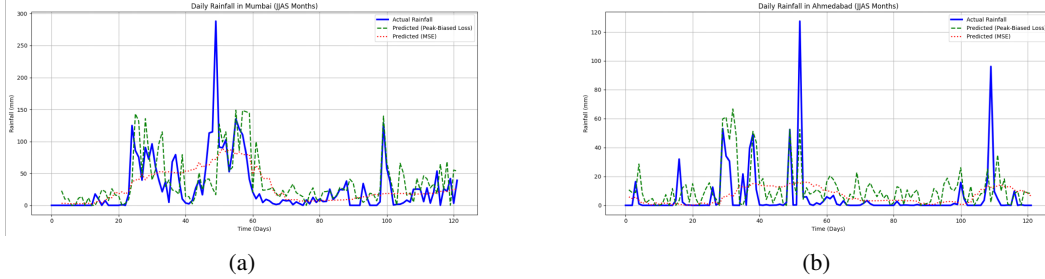 Daily Rainfall in Mumbai (JJAS Months)
Actual Rainfall
Predicted (Peak-Biased Loss)
Predicted (MSE)
Rainfall (mm)
300
250
200
150
100
50
0
0 20 40 60 80 100 120
Time (Days)
(a)
Daily Rainfall in Ahmedabad (JJAS Months)
Actual Rainfall
Predicted (Peak-Biased Loss)
Predicted (MSE)
Rainfall (mm)
120
100
80
60
40
20
0
0 20 40 60 80 100 120
Time (Days)
(b)